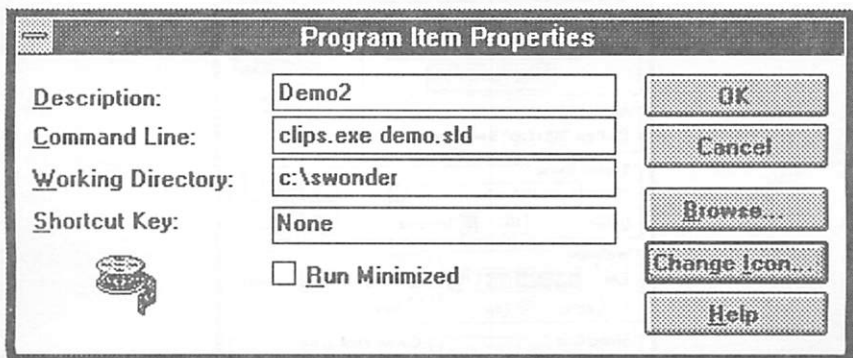 Program Item Properties
Description: Demo2
Command Line: clips.exe demo.sld
Working Directory: c:\swonder
Shortcut Key: None
Run Minimized
OK
Cancel
Browse...
Change Icon...
Help